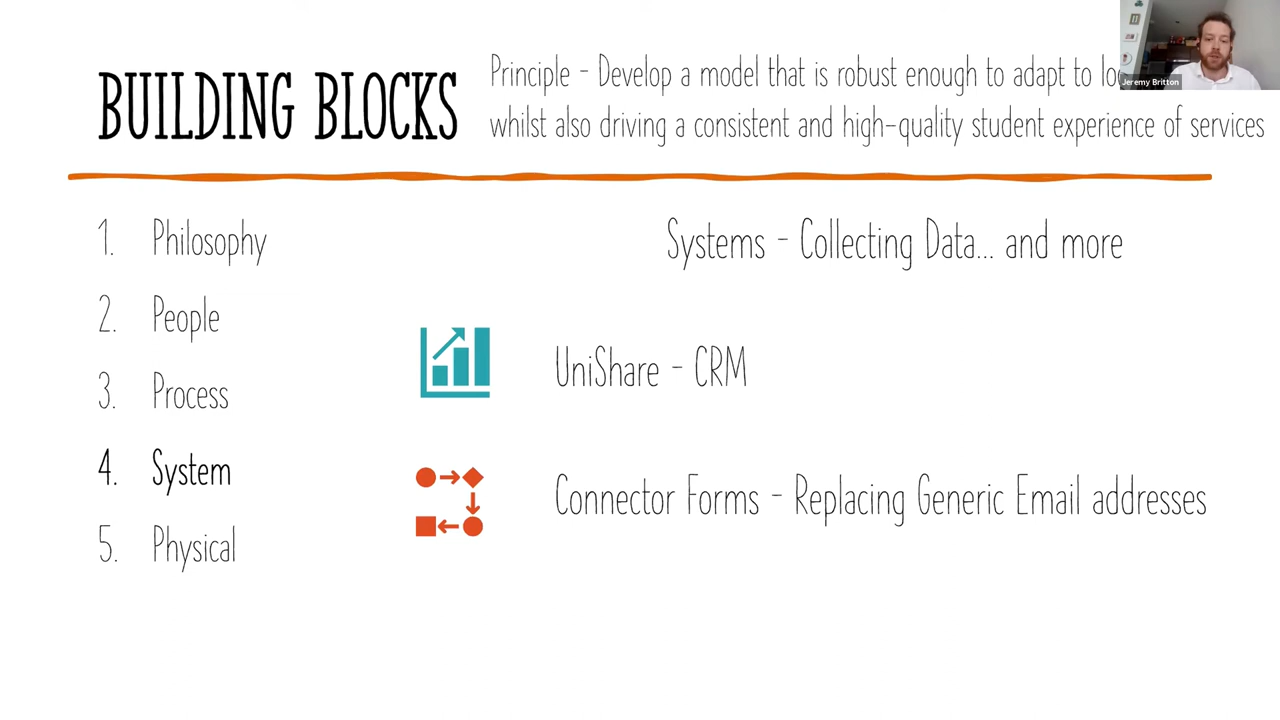 BUILDING BLOCKS
Principle - Develop a model that is robust enough to adapt to
whilst also driving a consistent and high-quality student experience of services
Jeremy Britton
1. Philosophy
2. People
3. Process
4. System
5. Physical
Systems - Collecting Data... and more
UniShare - CRM
Connector Forms - Replacing Generic Email addresses